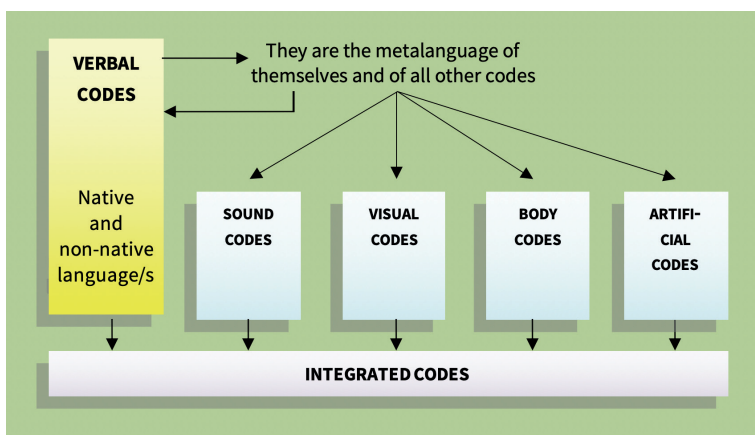 VERBAL
CODES
Native
and
non-native
language/s
They are the metalanguage of
themselves and of all other codes
SOUND
CODES
VISUAL
CODES
BODY
CODES
ARTIFI-
CIAL
CODES
INTEGRATED CODES